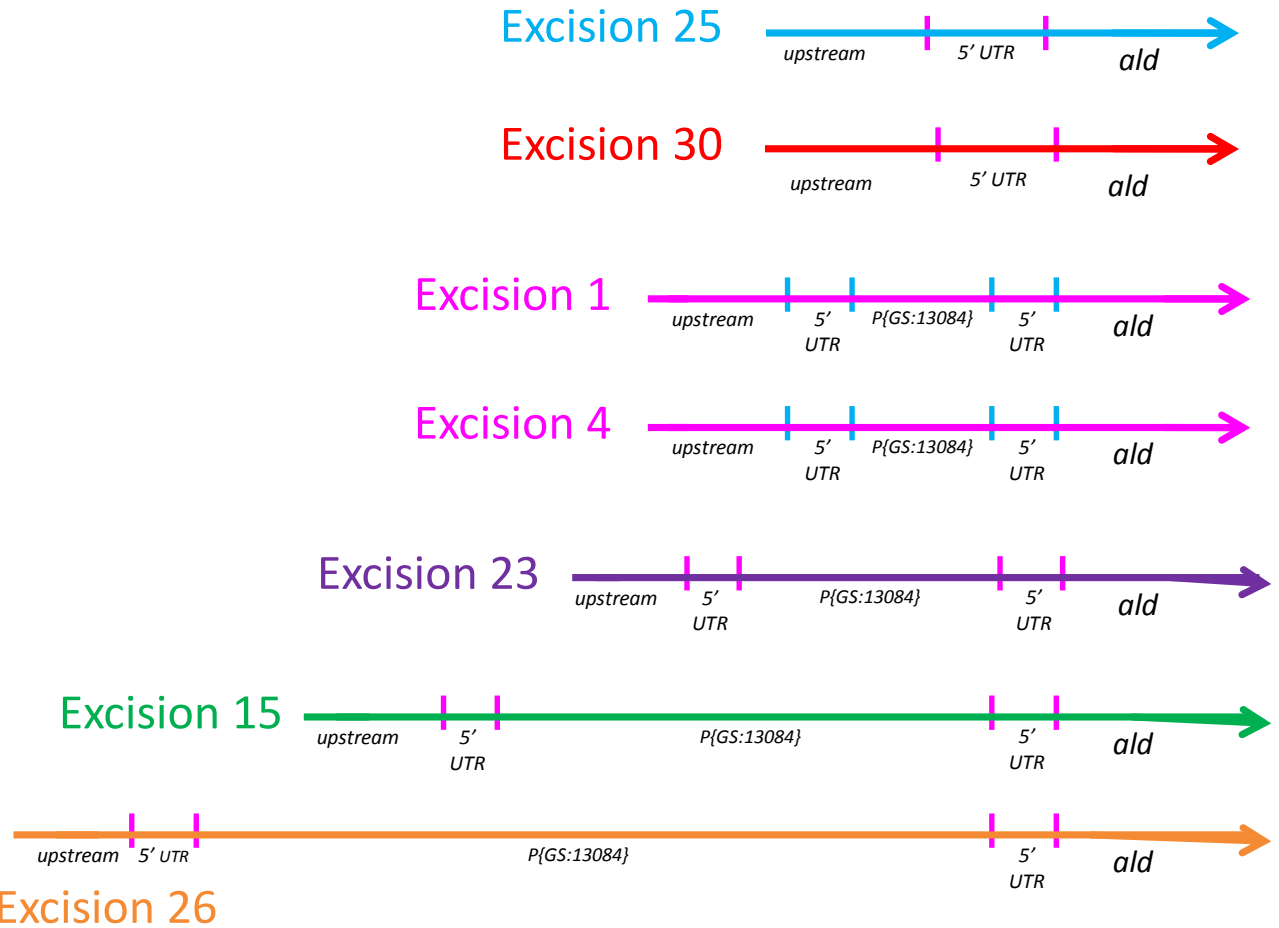 Excision 25
upstream 5' UTR ald
Excision 30
upstream 5' UTR ald
Excision 1
upstream 5' P{GS:13084} 5' ald
UTR UTR
Excision 4
upstream 5' P{GS:13084} 5' ald
UTR UTR
Excision 23
upstream 5' P{GS:13084} 5' ald
UTR UTR
Excision 15
upstream 5' P{GS:13084} 5' ald
UTR UTR
upstream 5' UTR P{GS:13084} 5' ald
UTR
Excision 26